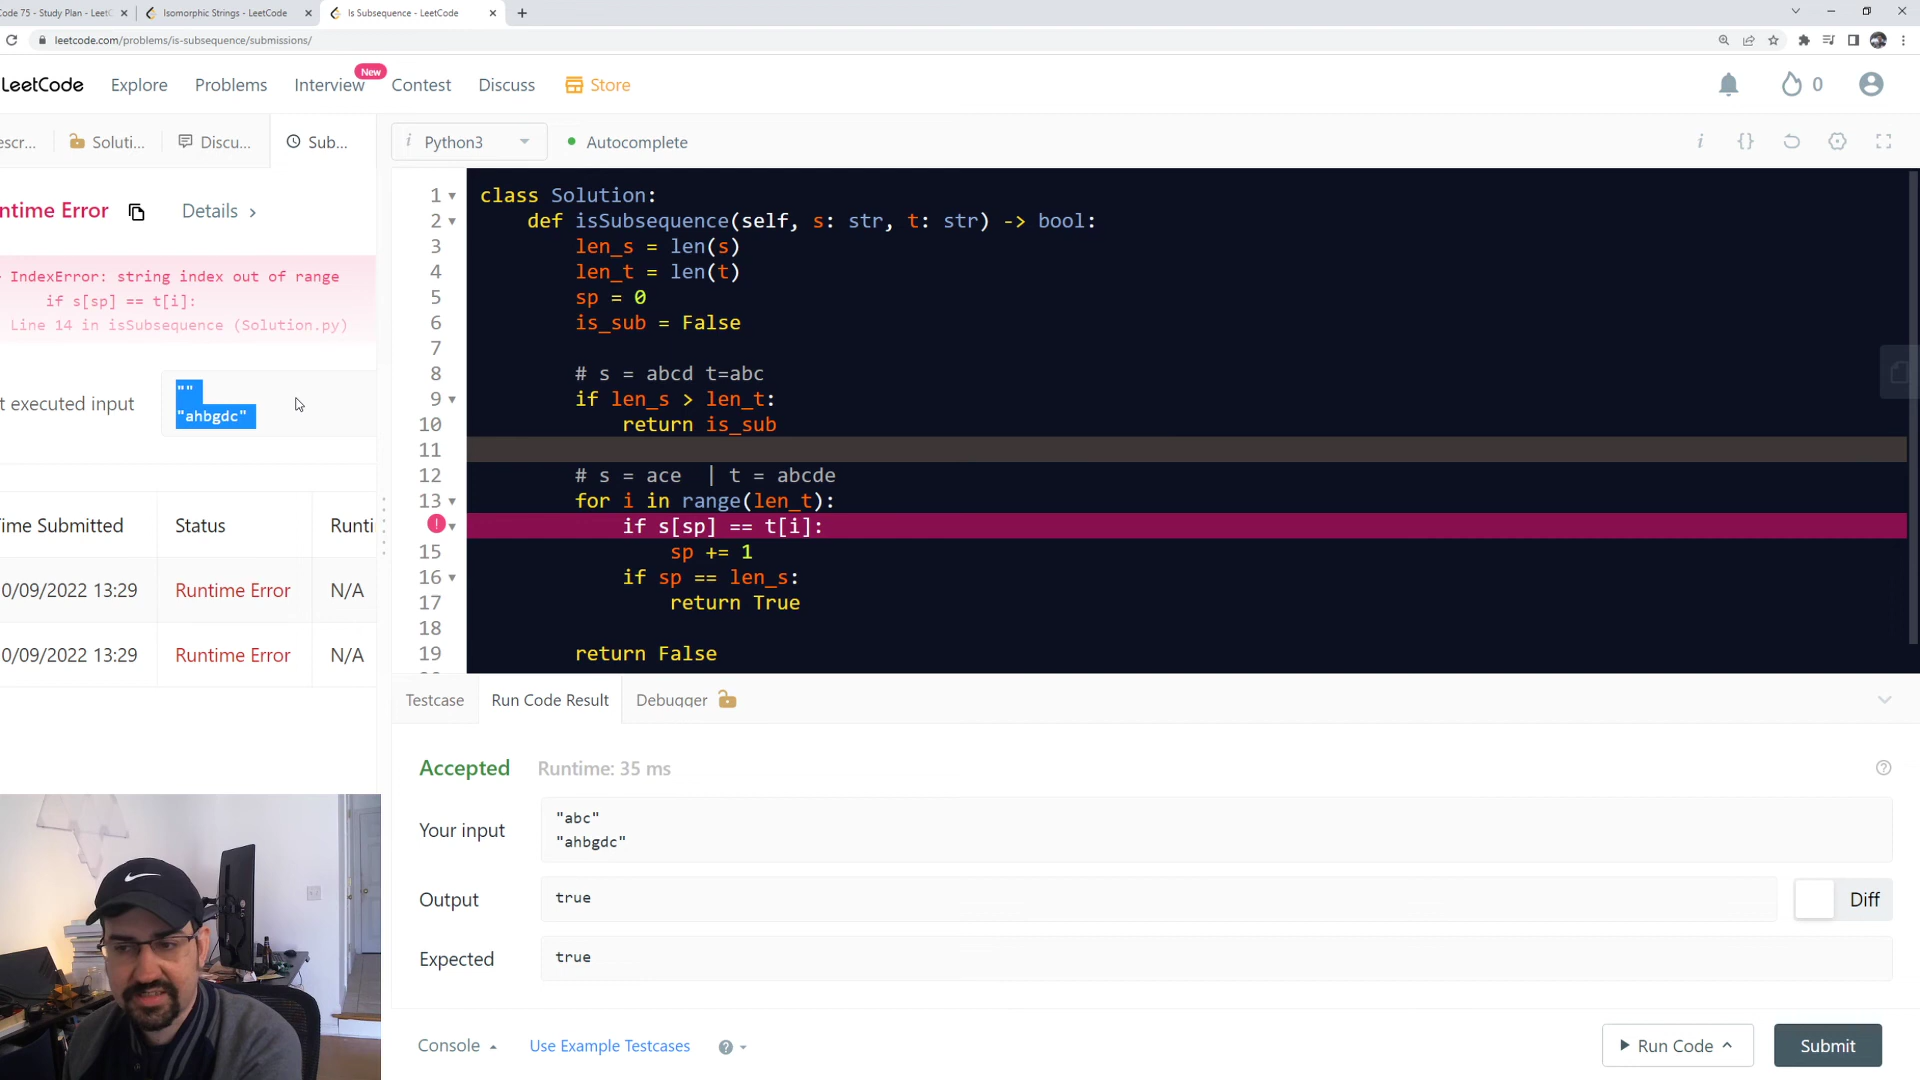 Code 75 - Study Plan - LeetC
Isomorphic Strings - LeetCode
Is Subsequence - LeetCode
leetcode.com/problems/is-subsequence/submissions/
LeetCode
Explore
Problems
Interview
New
Contest
Discuss
Store
0
escr...
Soluti...
Discu...
Sub...
i
Python3
Autocomplete
i
{}
ntime Error
Details
IndexError: string index out of range
if s[sp] == t[i]:
Line 14 in isSubsequence (Solution.py)
t executed input
""
"ahbgdc"
ime Submitted
Status
Runti
0/09/2022 13:29
Runtime Error
N/A
0/09/2022 13:29
Runtime Error
N/A
1 class Solution:
2 def isSubsequence(self, s: str, t: str) -> bool:
3 len_s = len(s)
4 len_t = len(t)
5 sp = 0
6 is_sub = False
7
8 # s = abcd t=abc
9 if len_s > len_t:
10 return is_sub
11
12 # s = ace | t = abcde
13 for i in range(len_t):
! if s[sp] == t[i]:
15 sp += 1
16 if sp == len_s:
17 return True
18
19 return False
Testcase
Run Code Result
Debugger
Accepted
Runtime: 35 ms
Your input
"abc"
"ahbgdc"
Output
true
Diff
Expected
true
Console
Use Example Testcases
Run Code
Submit